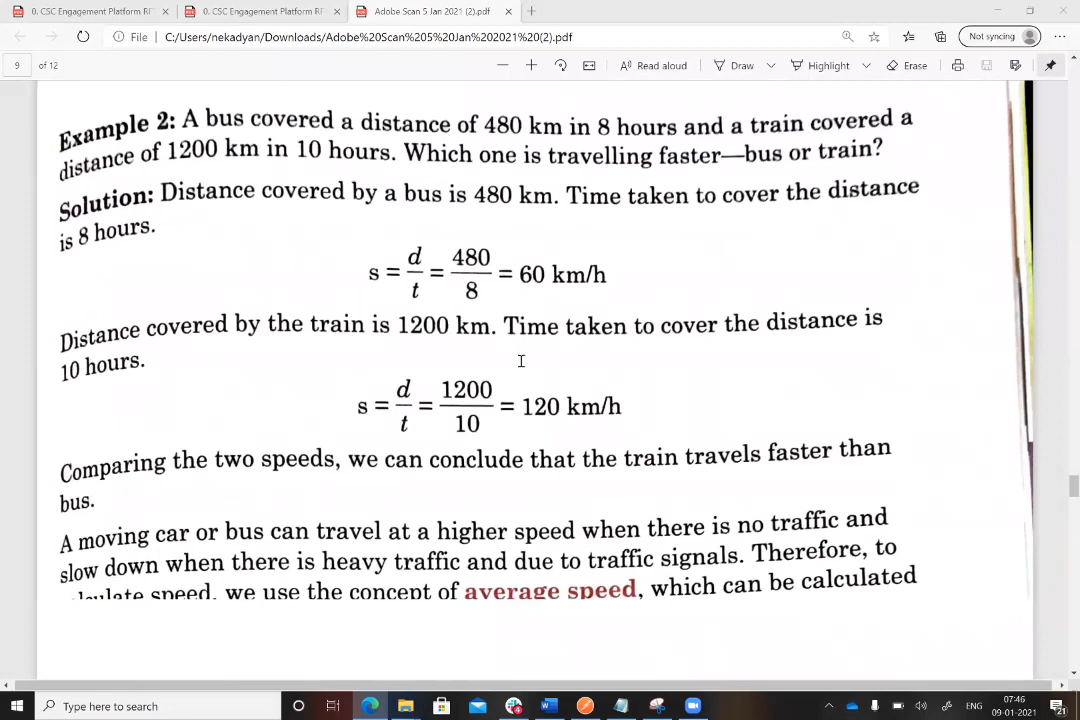 0. CSC Engagement Platform RF
0. CSC Engagement Platform RF
Adobe Scan 5 Jan 2021 (2).pdf
File C:/Users/nekadyan/Downloads/Adobe%20Scan%205%20Jan%202021%20(2).pdf Not syncing
9 of 12 Read aloud Draw Highlight Erase
Example 2: A bus covered a distance of 480 km in 8 hours and a train covered a
distance of 1200 km in 10 hours. Which one is travelling faster—bus or train?
Solution: Distance covered by a bus is 480 km. Time taken to cover the distance
is 8 hours.
s = d/t = 480/8 = 60 km/h
Distance covered by the train is 1200 km. Time taken to cover the distance is
10 hours.
s = d/t = 1200/10 = 120 km/h
Comparing the two speeds, we can conclude that the train travels faster than
bus.
A moving car or bus can travel at a higher speed when there is no traffic and
slow down when there is heavy traffic and due to traffic signals. Therefore, to
speed, we use the concept of average speed, which can be calculated
Type here to search
ENG
07:46
09-01-2021
21